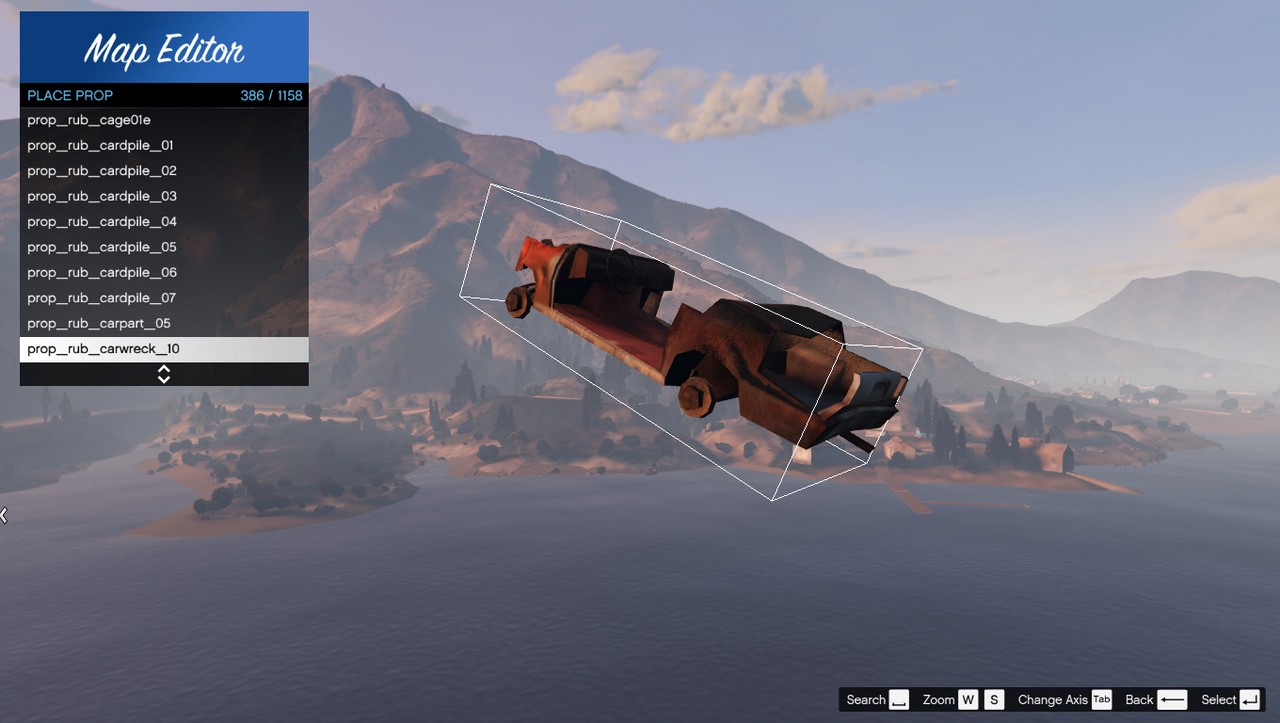 Map Editor
PLACE PROP 386 / 1158
prop__rub__cage01e
prop__rub__cardpile__01
prop__rub__cardpile__02
prop__rub__cardpile__03
prop__rub__cardpile__04
prop__rub__cardpile__05
prop__rub__cardpile__06
prop__rub__cardpile__07
prop__rub__carpart__05
prop__rub__carwreck__10
Search Zoom W S Change Axis Tab Back Select